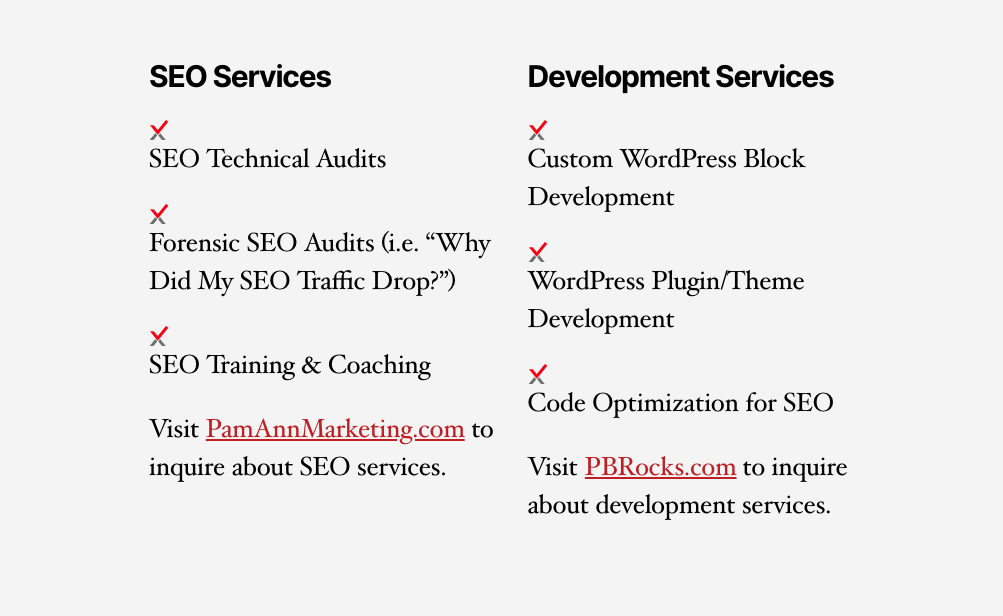 SEO Services
SEO Technical Audits
Forensic SEO Audits (i.e. “Why
Did My SEO Traffic Drop?”)
SEO Training & Coaching
Visit PamAnnMarketing.com to
inquire about SEO services.
Development Services
Custom WordPress Block
Development
WordPress Plugin/Theme
Development
Code Optimization for SEO
Visit PBRocks.com to inquire
about development services.